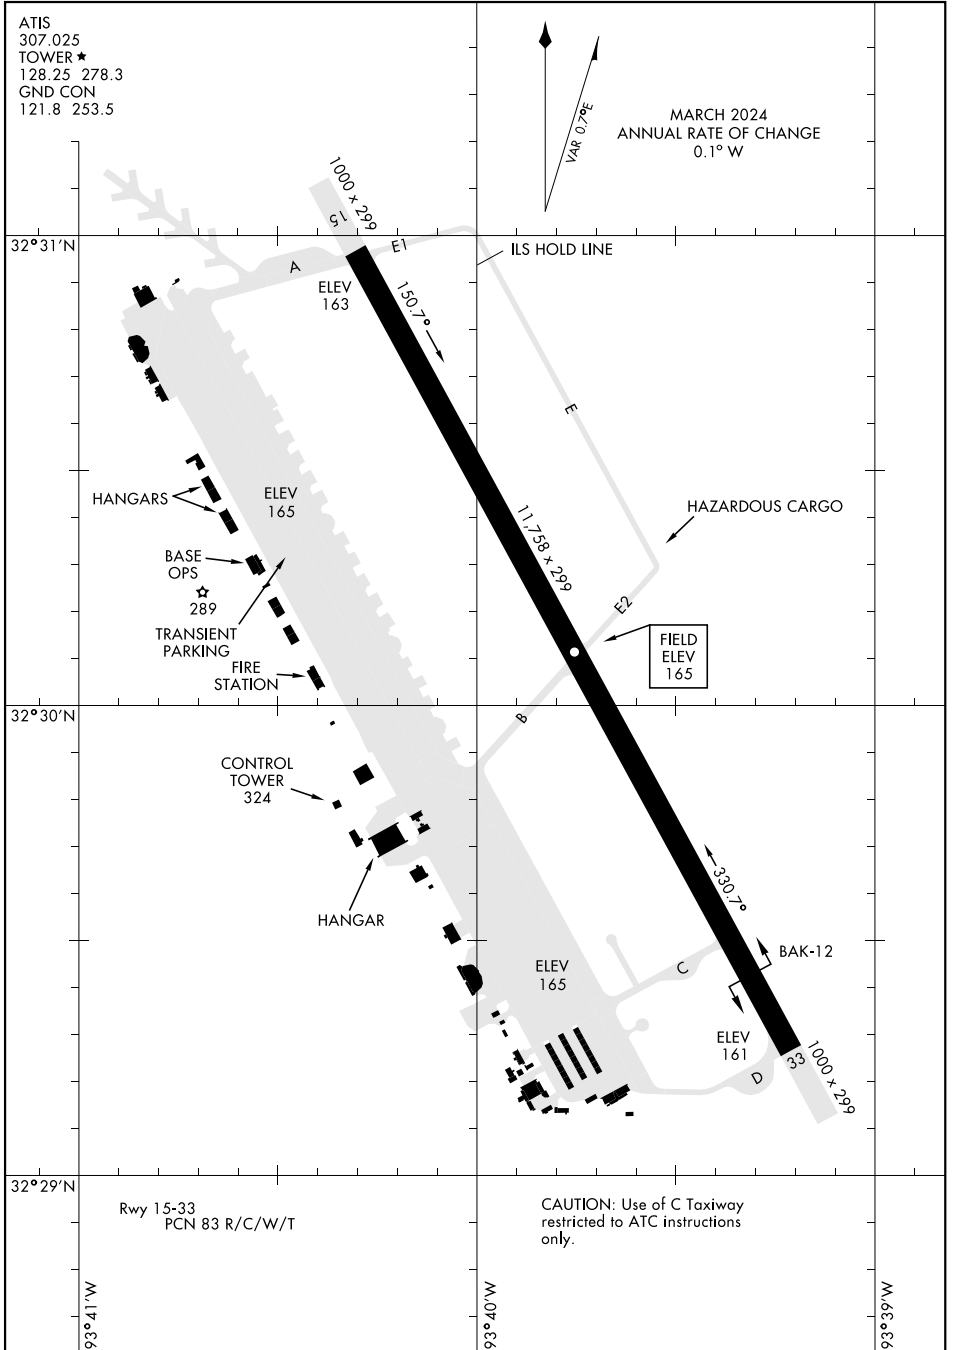 ATIS
307.025
TOWER ★
128.25 278.3
GND CON
121.8 253.5
VAR 0.7°E
MARCH 2024
ANNUAL RATE OF CHANGE
0.1° W
1000 x 299
15
32°31'N
A
E1
ILS HOLD LINE
ELEV
163
150.7°
E
HANGARS
ELEV
165
11,758 x 299
HAZARDOUS CARGO
BASE
OPS
289
TRANSIENT
PARKING
E2
FIELD
ELEV
165
FIRE
STATION
32°30'N
B
CONTROL
TOWER
324
330.7°
HANGAR
BAK-12
ELEV
165
C
ELEV
161
33
1000 x 299
D
32°29'N
Rwy 15-33
PCN 83 R/C/W/T
CAUTION: Use of C Taxiway
restricted to ATC instructions
only.
93°41'W
93°40'W
93°39'W